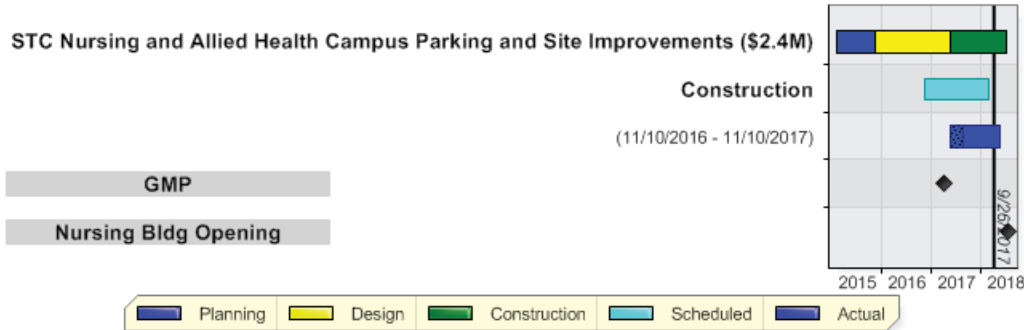 STC Nursing and Allied Health Campus Parking and Site Improvements ($2.4M)
Construction
(11/10/2016 - 11/10/2017)
GMP
Nursing Bldg Opening
9/26/2017
2015 2016 2017 2018
Planning Design Construction Scheduled Actual